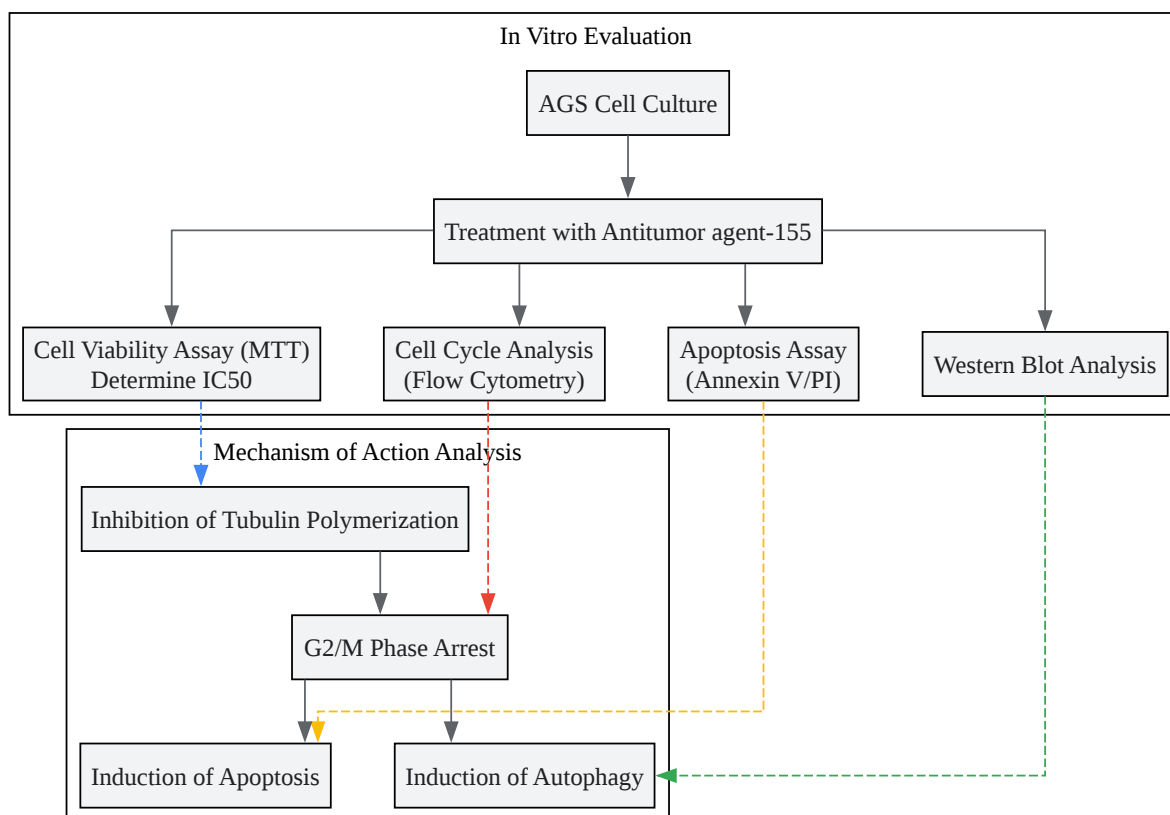 In Vitro Evaluation
AGS Cell Culture
Treatment with Antitumor agent-155
Cell Viability Assay (MTT)
Determine IC50
Cell Cycle Analysis
(Flow Cytometry)
Apoptosis Assay
(Annexin V/PI)
Western Blot Analysis
Mechanism of Action Analysis
Inhibition of Tubulin Polymerization
G2/M Phase Arrest
Induction of Apoptosis
Induction of Autophagy